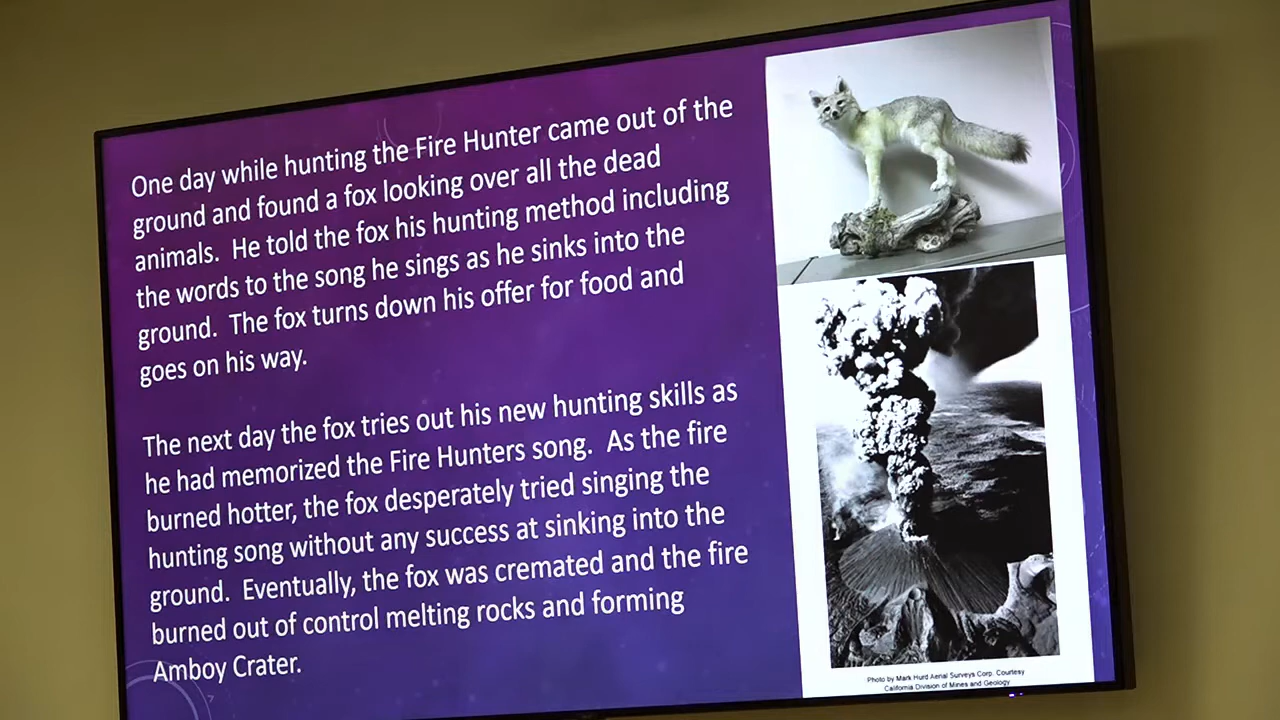 One day while hunting the Fire Hunter came out of the
ground and found a fox looking over all the dead
animals. He told the fox his hunting method including
the words to the song he sings as he sinks into the
ground. The fox turns down his offer for food and
goes on his way.
The next day the fox tries out his new hunting skills as
he had memorized the Fire Hunters song. As the fire
burned hotter, the fox desperately tried singing the
hunting song without any success at sinking into the
ground. Eventually, the fox was cremated and the fire
burned out of control melting rocks and forming
Amboy Crater.
Photo by Mark Hurd Aerial Surveys Corp. Courtesy
California Division of Mines and Geology